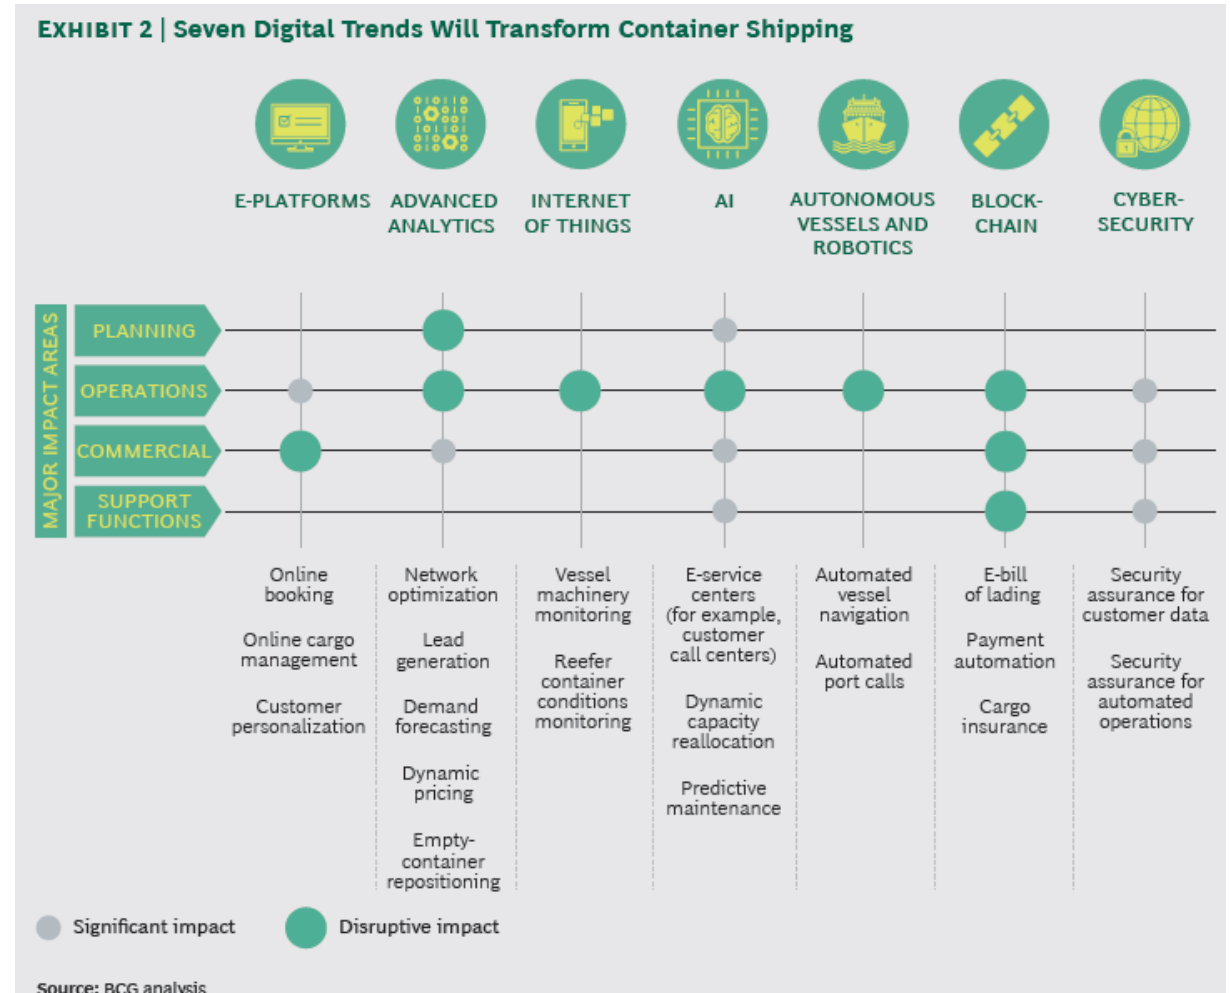 EXHIBIT 2 | Seven Digital Trends Will Transform Container Shipping
E-PLATFORMS
ADVANCED
ANALYTICS
INTERNET
OF THINGS
AI
AUTONOMOUS
VESSELS AND
ROBOTICS
BLOCK-
CHAIN
CYBER-
SECURITY
MAJOR IMPACT AREAS
PLANNING
OPERATIONS
COMMERCIAL
SUPPORT
FUNCTIONS
Online
booking
Online cargo
management
Customer
personalization
Network
optimization
Lead
generation
Demand
forecasting
Dynamic
pricing
Empty-
container
repositioning
Vessel
machinery
monitoring
Reefer
container
conditions
monitoring
E-service
centers
(for example,
customer
call centers)
Dynamic
capacity
reallocation
Predictive
maintenance
Automated
vessel
navigation
Automated
port calls
E-bill
of lading
Payment
automation
Cargo
insurance
Security
assurance for
customer data
Security
assurance for
automated
operations
Significant impact
Disruptive impact
Source: BCG analysis